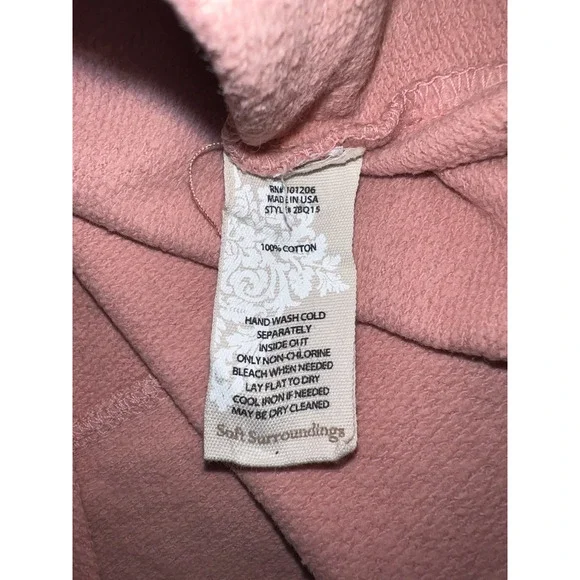 RN# 101206
MADE IN USA
STYLE# 2BQ15
100% COTTON
HAND WASH COLD
SEPARATELY
INSIDE OUT
ONLY NON-CHLORINE
BLEACH WHEN NEEDED
LAY FLAT TO DRY
COOL IRON IF NEEDED
MAY BE DRY CLEANED
Soft Surroundings